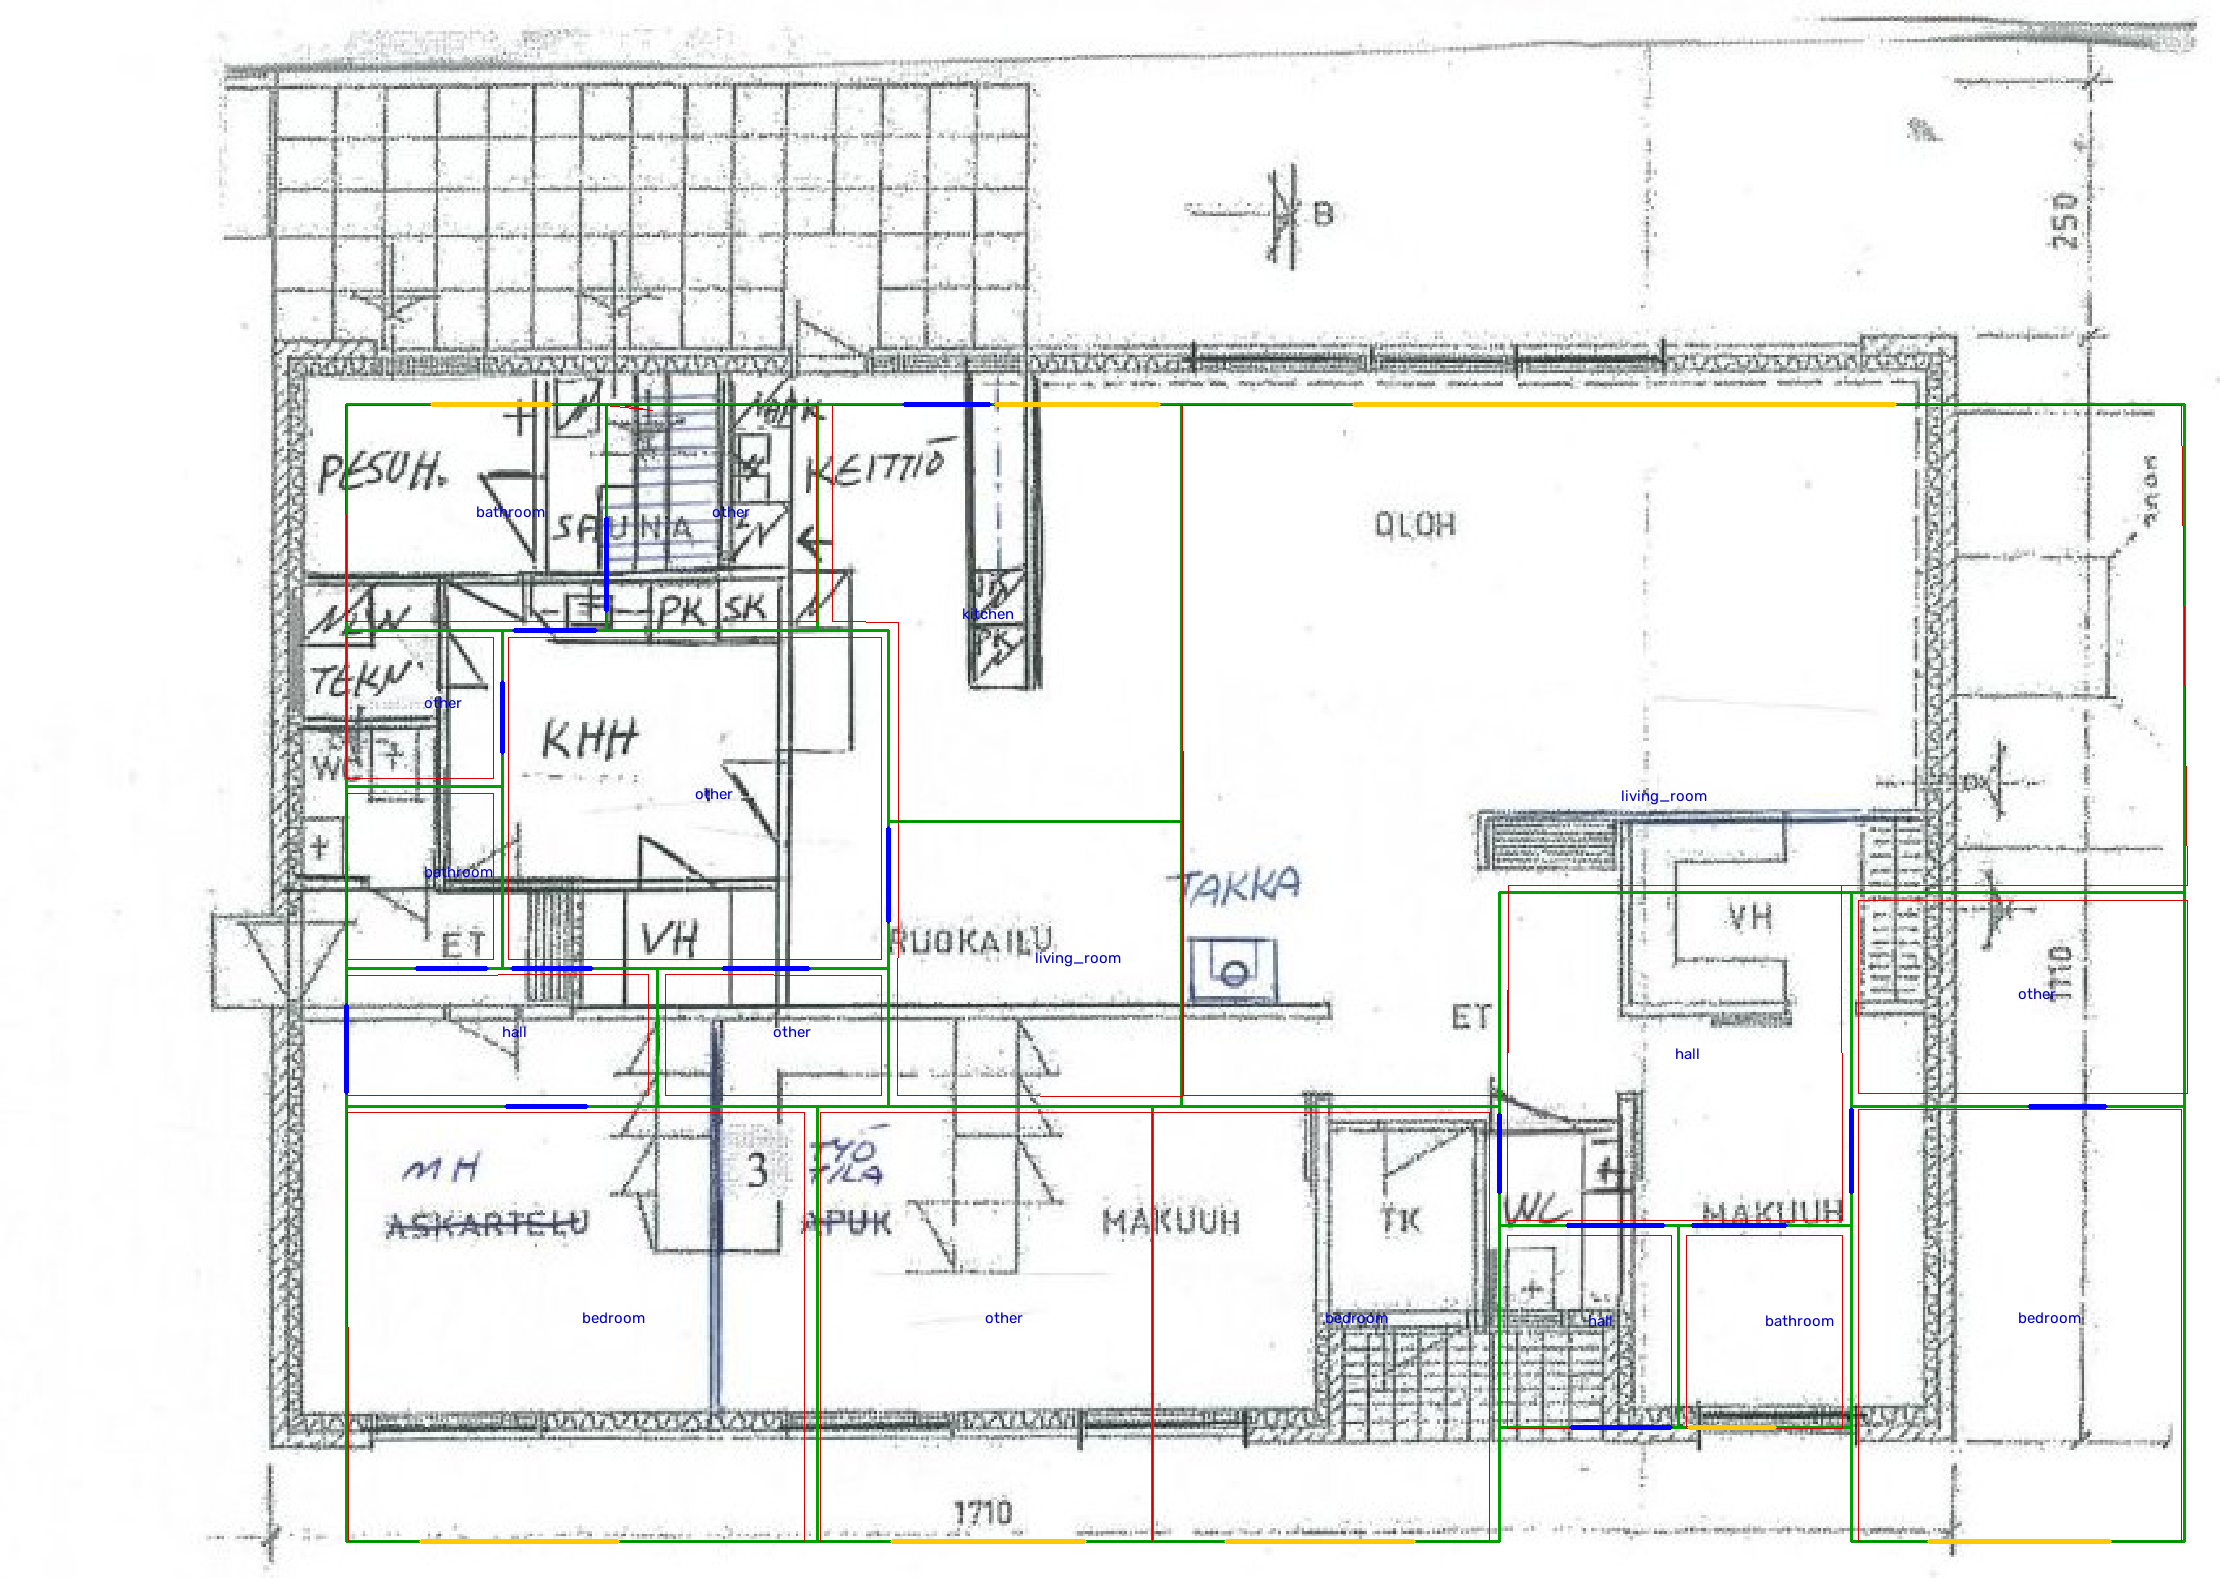 B
250
PESUH.
KEITTIÖ
bathroom
other
SAUNA
OLOH
kitchen
PK
SK
PK
TEKN
other
KHH
WC
other
living_room
bathroom
TAKKA
VH
ET
VH
RUOKAILU
living_room
1110
other
ET
hall
other
hall
MH
3
TYÖ
TILA
ASKARTELU
APUK
MAKUUH
TK
WC
MAKUUH
bedroom
other
bedroom
hall
bathroom
bedroom
1710